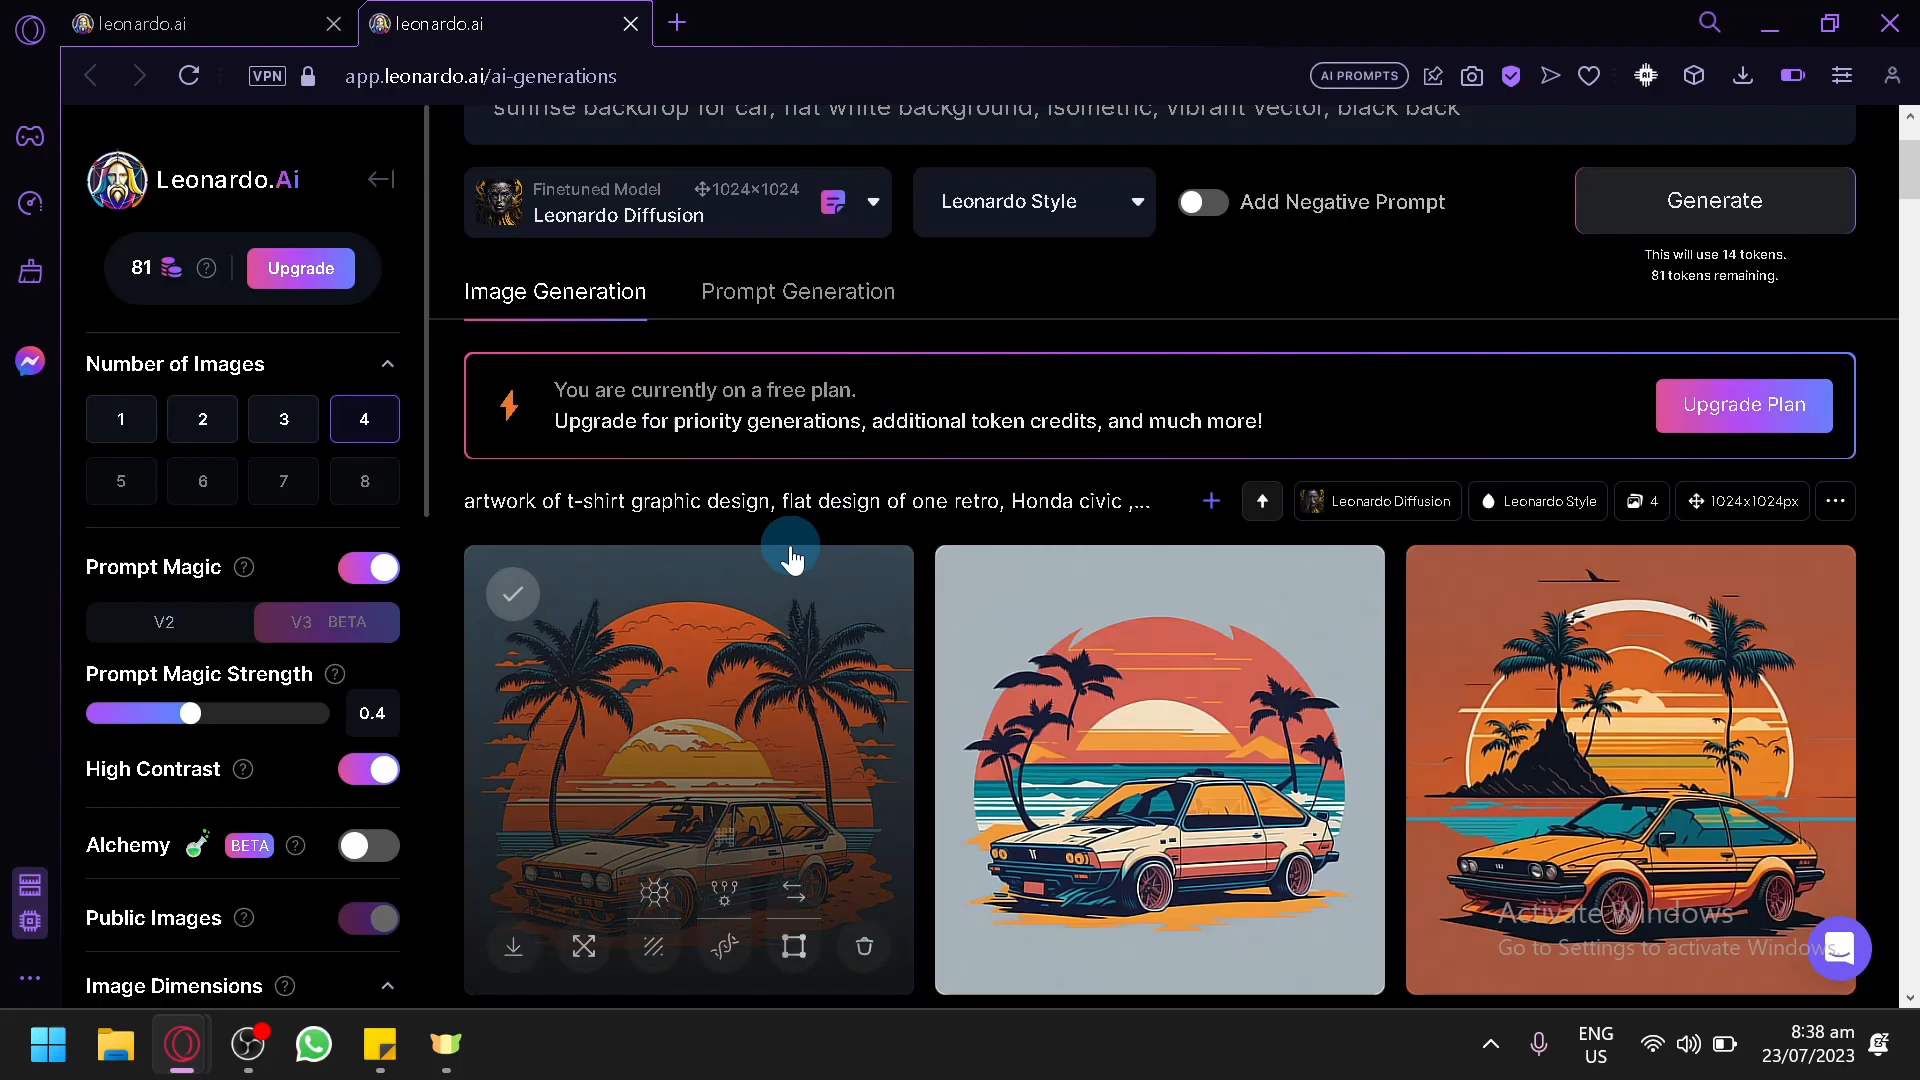 leonardo.ai
leonardo.ai
VPN
app.leonardo.ai/ai-generations
AI PROMPTS
AI
sunrise backdrop for car, flat white background, isometric, vibrant vector, black back
Leonardo.Ai
Finetuned Model
1024×1024
Leonardo Diffusion
Leonardo Style
Add Negative Prompt
Generate
This will use 14 tokens.
81 tokens remaining.
81
?
Upgrade
Image Generation
Prompt Generation
Number of Images
1
2
3
4
5
6
7
8
You are currently on a free plan.
Upgrade for priority generations, additional token credits, and much more!
Upgrade Plan
artwork of t-shirt graphic design, flat design of one retro, Honda civic ,...
Leonardo Diffusion
Leonardo Style
4
1024x1024px
Prompt Magic ?
V2
V3 BETA
Prompt Magic Strength ?
0.4
High Contrast ?
Alchemy BETA ?
Public Images ?
Image Dimensions ?
Activate Windows
Go to Settings to activate Windows.
ENG
US
8:38 am
23/07/2023